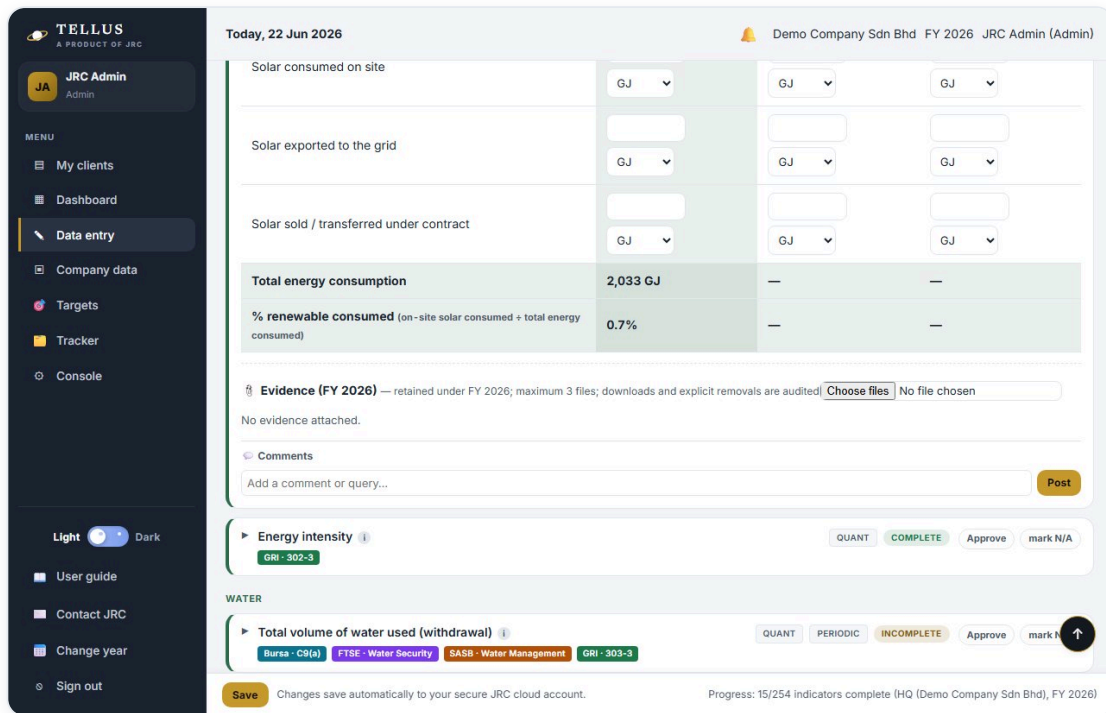 TELLUS
A PRODUCT OF JRC
JA
JRC Admin
Admin
MENU
My clients
Dashboard
Data entry
Company data
Targets
Tracker
Console
Light
Dark
User guide
Contact JRC
Change year
Sign out
Today, 22 Jun 2026
Demo Company Sdn Bhd FY 2026 JRC Admin (Admin)
Solar consumed on site
GJ GJ GJ
Solar exported to the grid
GJ GJ GJ
Solar sold / transferred under contract
GJ GJ GJ
Total energy consumption 2,033 GJ — —
% renewable consumed (on-site solar consumed ÷ total energy
consumed) 0.7% — —
Evidence (FY 2026) — retained under FY 2026; maximum 3 files; downloads and explicit removals are audited Choose files No file chosen
No evidence attached.
Comments
Add a comment or query... Post
Energy intensity i QUANT COMPLETE Approve mark N/A
GRI · 302-3
WATER
Total volume of water used (withdrawal) i QUANT PERIODIC INCOMPLETE Approve mark N
Bursa · C9(a) FTSE · Water Security SASB · Water Management GRI · 303-3
Save Changes save automatically to your secure JRC cloud account. Progress: 15/254 indicators complete (HQ (Demo Company Sdn Bhd), FY 2026)